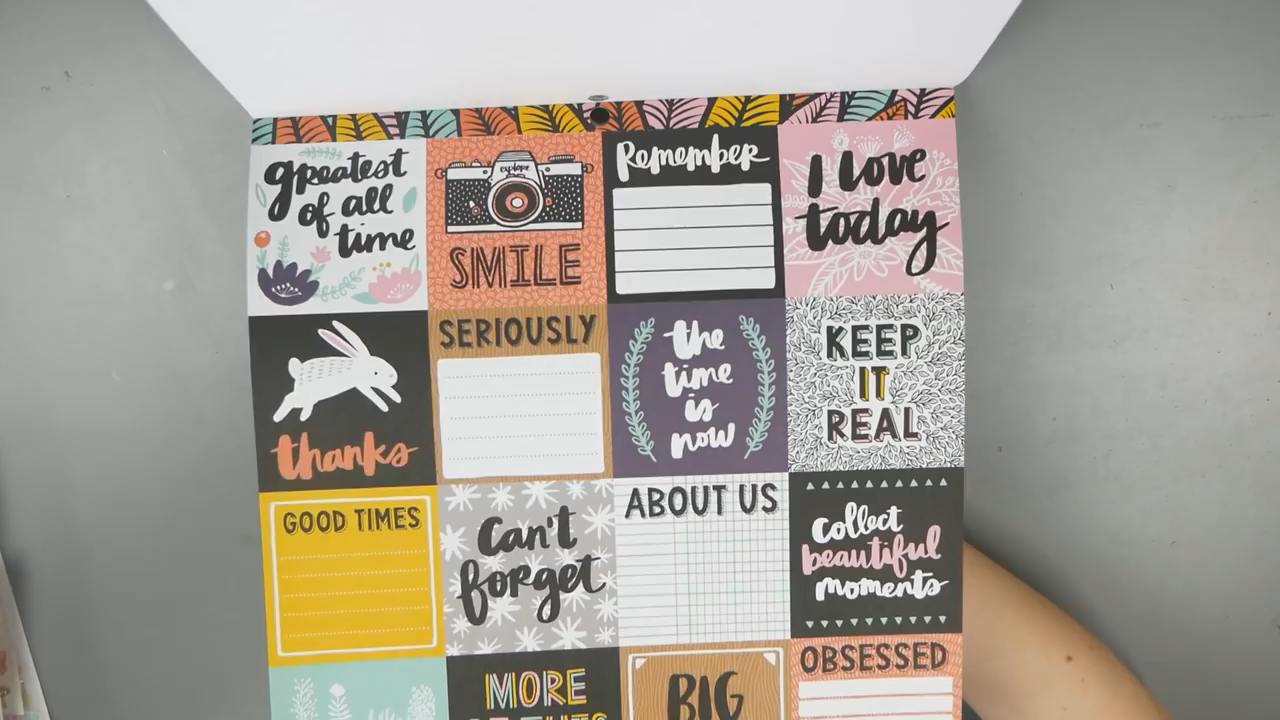 greatest
of all
time
explore
SMILE
Remember
I love
today
thanks
SERIOUSLY
the
time
is
now
KEEP
IT
REAL
GOOD TIMES
Can't
forget
ABOUT US
collect
beautiful
moments
MORE
BIG
OBSESSED